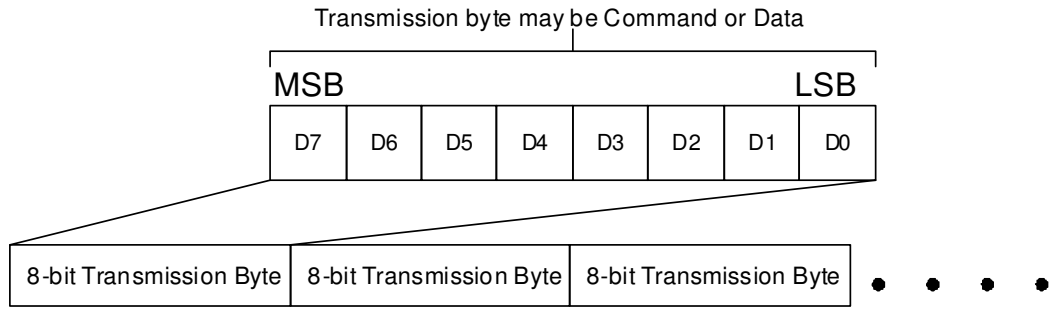 Transmission byte may be Command or Data
MSB LSB
D7 D6 D5 D4 D3 D2 D1 D0
8-bit Transmission Byte 8-bit Transmission Byte 8-bit Transmission Byte